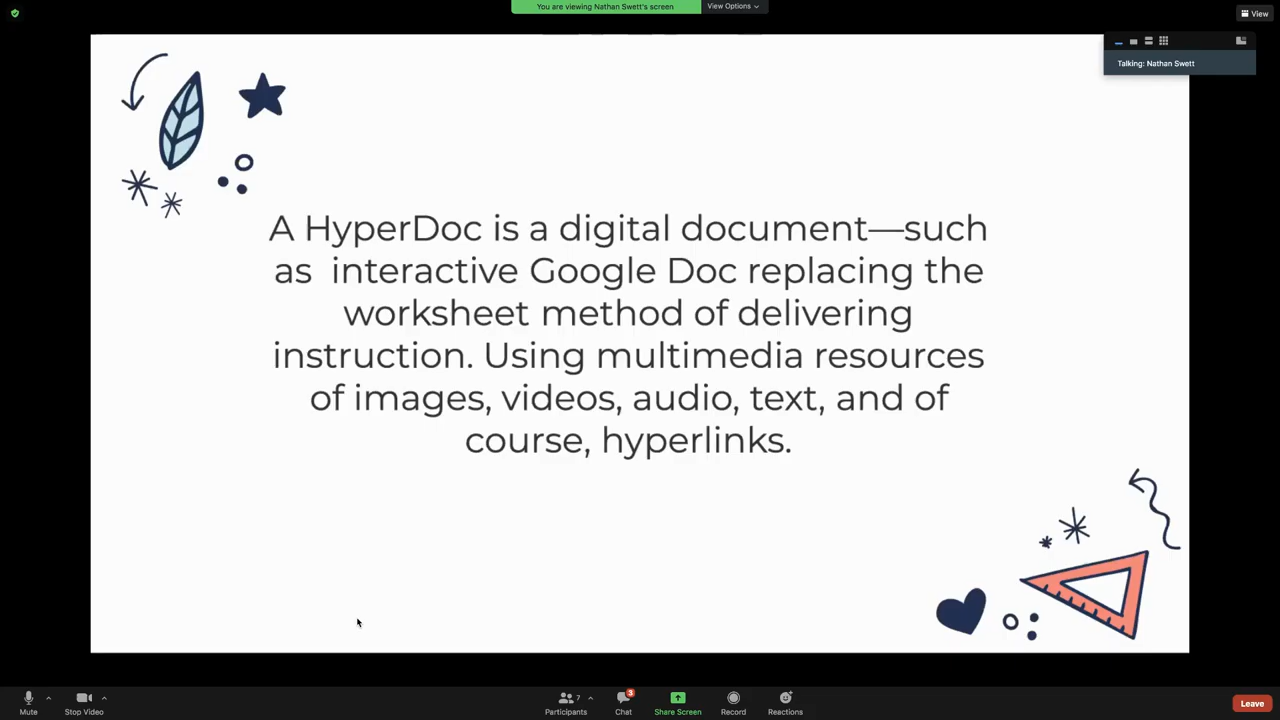 You are viewing Nathan Swett's screen
View Options
View
Talking: Nathan Swett
A HyperDoc is a digital document—such
as interactive Google Doc replacing the
worksheet method of delivering
instruction. Using multimedia resources
of images, videos, audio, text, and of
course, hyperlinks.
Mute
Stop Video
Participants
7
Chat
3
Share Screen
Record
Reactions
Leave